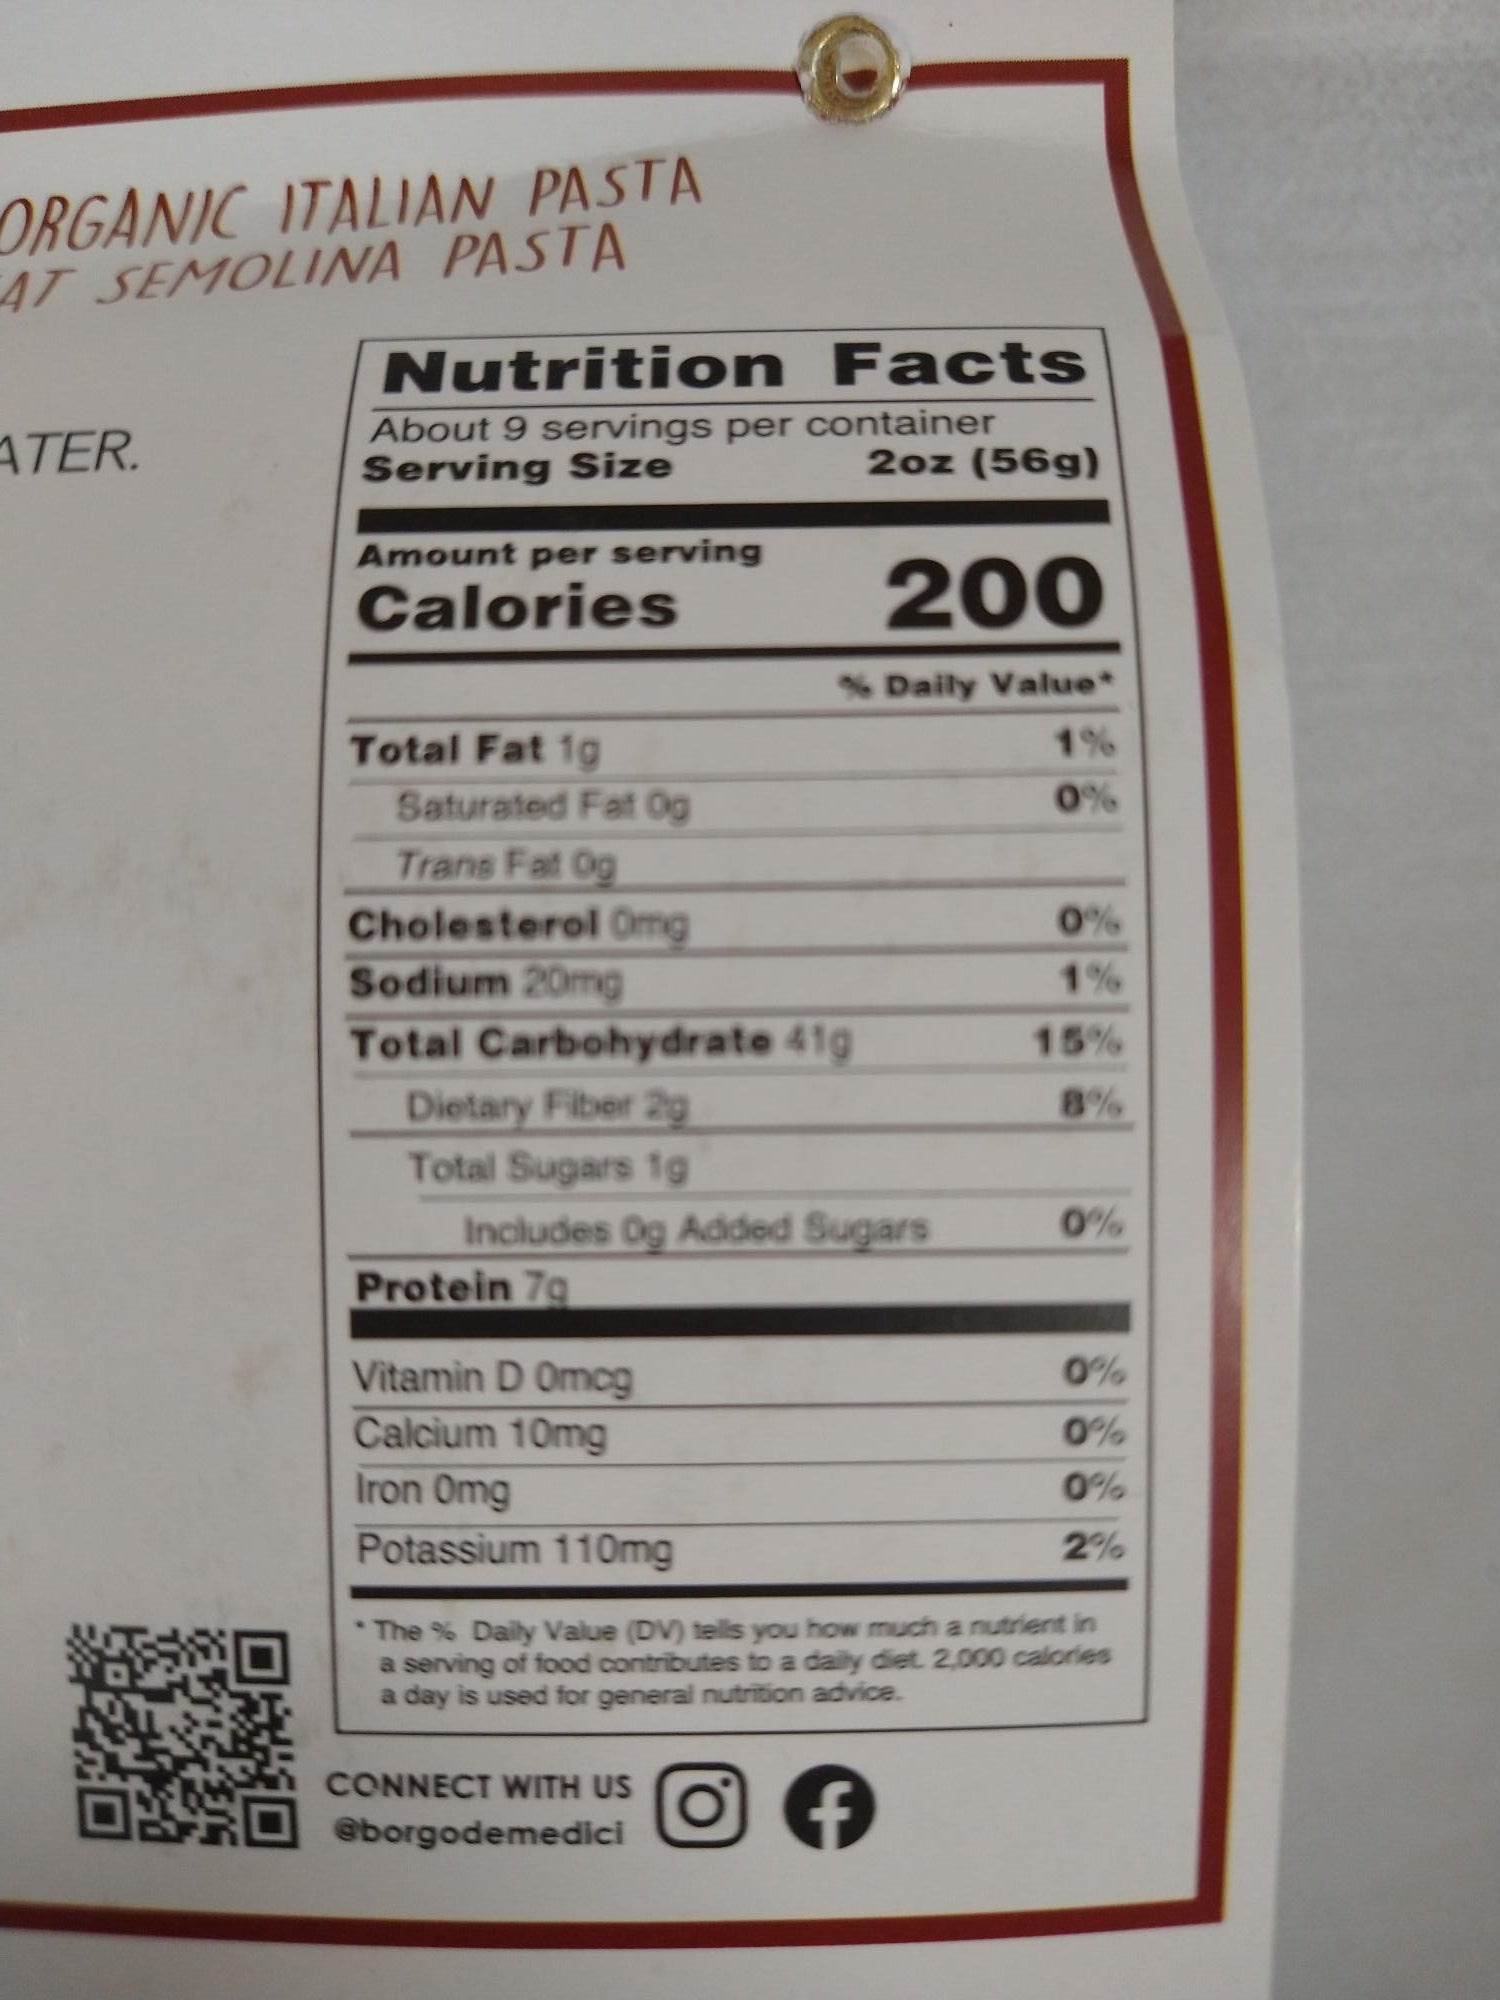 ORGANIC ITALIAN PASTA
AT SEMOLINA PASTA
ATER.
Nutrition Facts
About 9 servings per container
Serving Size 2oz (56g)
Amount per serving
Calories 200
% Daily Value*
Total Fat 1g 1%
Saturated Fat 0g 0%
Trans Fat 0g
Cholesterol 0mg 0%
Sodium 20mg 1%
Total Carbohydrate 41g 15%
Dietary Fiber 2g 8%
Total Sugars 1g
Includes 0g Added Sugars 0%
Protein 7g
Vitamin D 0mcg 0%
Calcium 10mg 0%
Iron 0mg 0%
Potassium 110mg 2%
* The % Daily Value (DV) tells you how much a nutrient in
a serving of food contributes to a daily diet. 2,000 calories
a day is used for general nutrition advice.
CONNECT WITH US
@borgodemedici